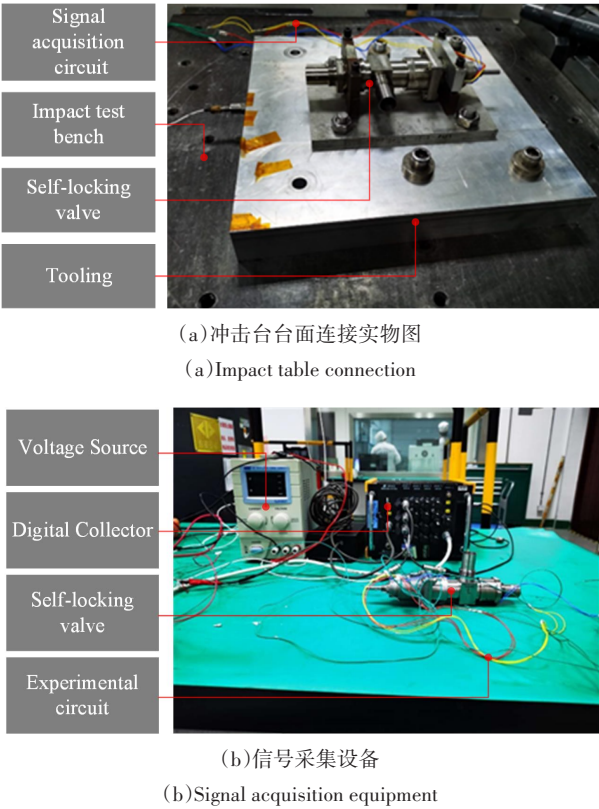 Signal
acquisition
circuit
Impact test
bench
Self-locking
valve
Tooling
(a)冲击台台面连接实物图
(a)Impact table connection
Voltage Source
Digital Collector
Self-locking
valve
Experimental
circuit
(b)信号采集设备
(b)Signal acquisition equipment